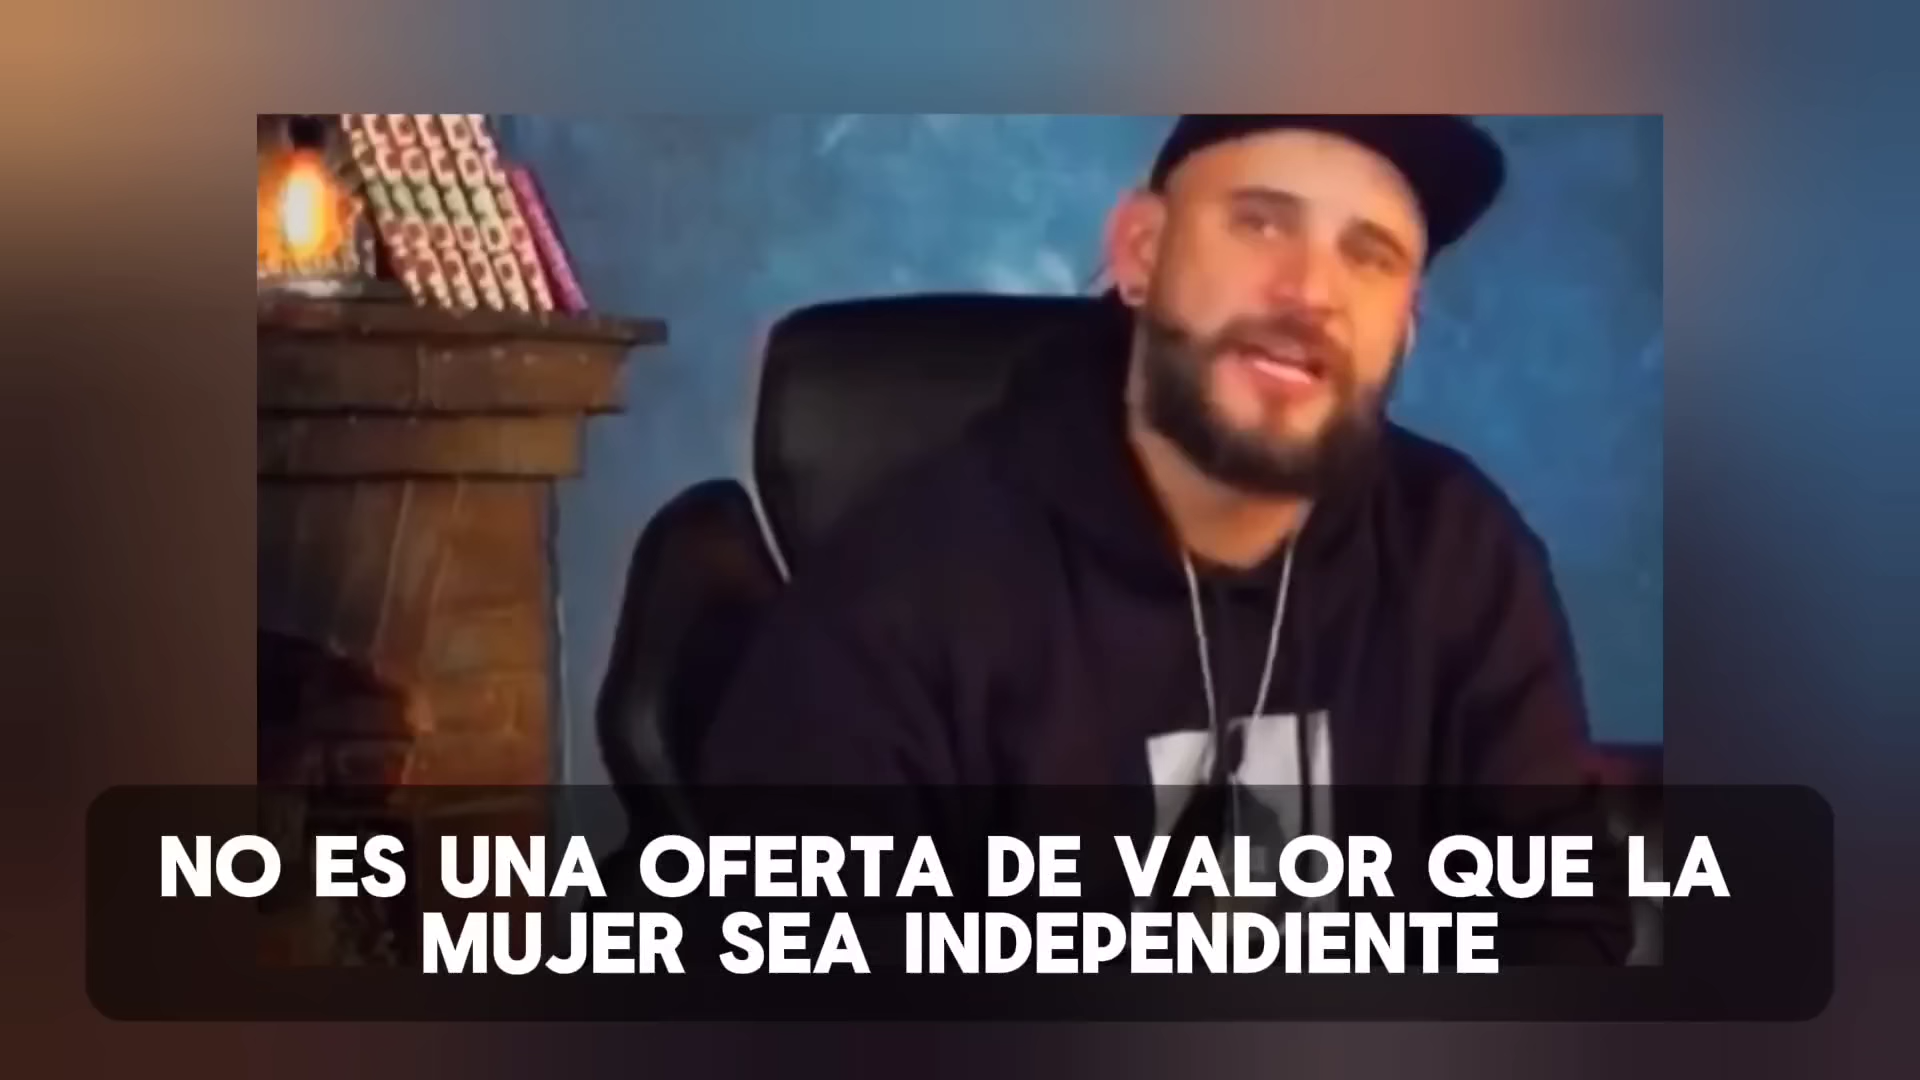 NO ES UNA OFERTA DE VALOR QUE LA
MUJER SEA INDEPENDIENTE